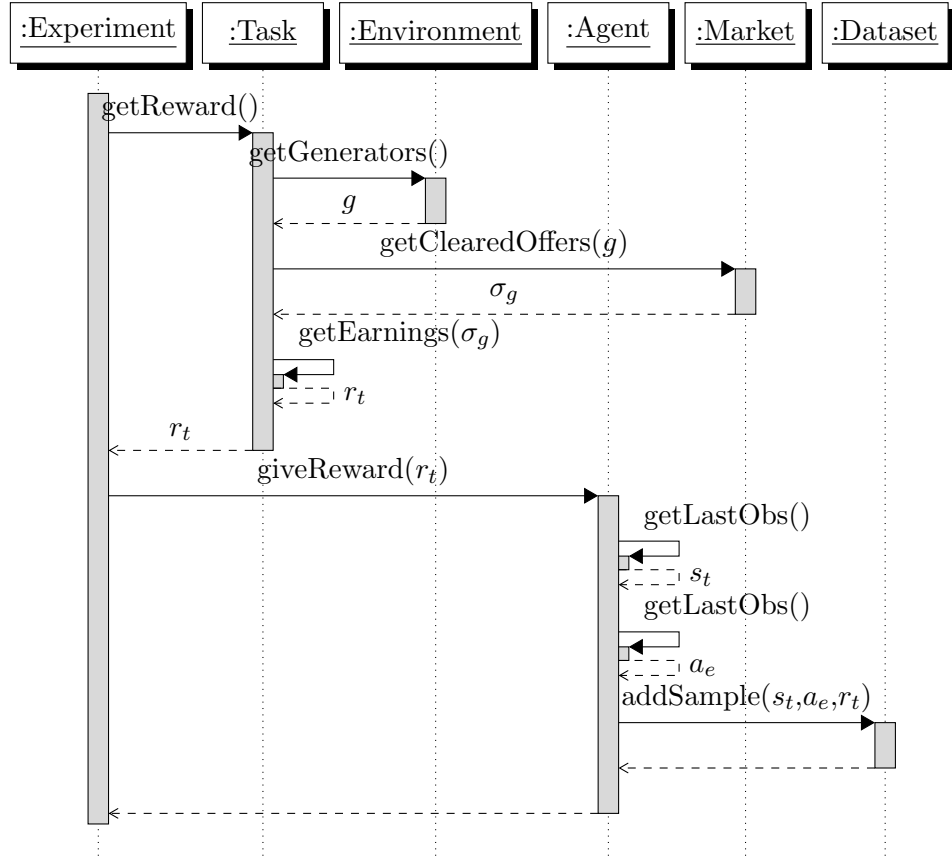 :Experiment :Task :Environment :Agent :Market :Dataset
getReward()
getGenerators()
g
getClearedOffers(g)
σ_g
getEarnings(σ_g)
r_t
r_t
giveReward(r_t)
getLastObs()
s_t
getLastObs()
a_e
addSample(s_t,a_e,r_t)